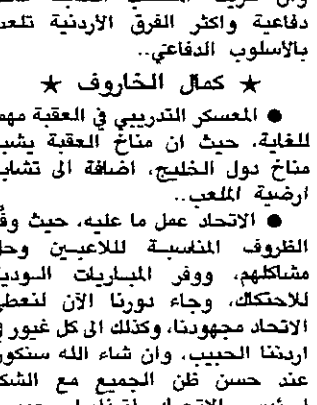 دفاعية واكثر الفرق الأردنية تلعب
بالأسلوب الدفاعي..
★ كمال الخاروف ★
● المعسكر التدريبي في العقبة مهم
للغاية، حيث ان مناخ العقبة يشبه
مناخ دول الخليج، اضافة الى تشابه
ارضية الملعب..
● الاتحاد عمل ما عليه، حيث وفّر
الظروف المناسبة للاعبين وحل
مشاكلهم، ووفر المباريات الودية
للاحتكاك، وجاء دورنا الآن لنعطي
الاتحاد مجهودنا، وكذلك الى كل غيور في
اردننا الحبيب، وان شاء الله سنكون
عند حسن ظن الجميع مع الشكر